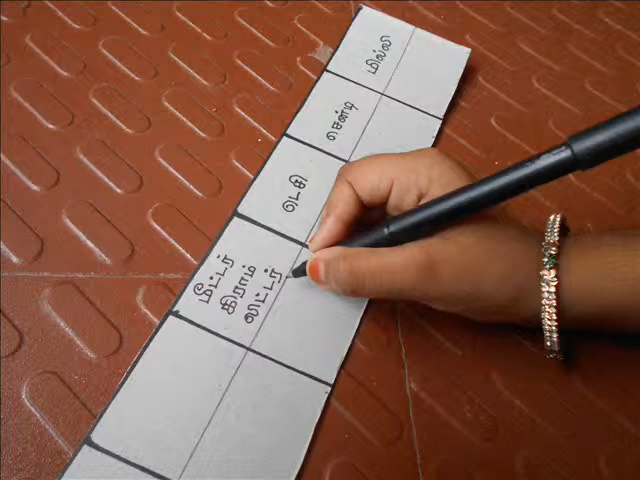 மில்லி
செண்டி
டெசி
மீட்டர்
கிராம்
லிட்டர்